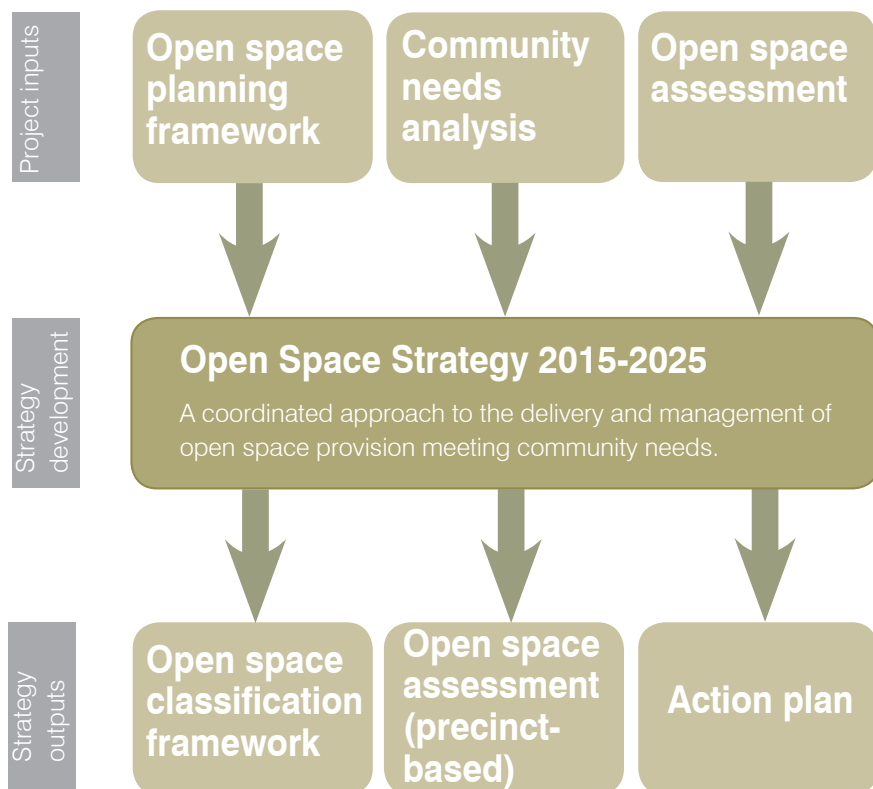 Project inputs
Open space
planning
framework
Community
needs
analysis
Open space
assessment
Strategy
development
Open Space Strategy 2015-2025
A coordinated approach to the delivery and management of
open space provision meeting community needs.
Strategy
outputs
Open space
classification
framework
Open space
assessment
(precinct-
based)
Action plan